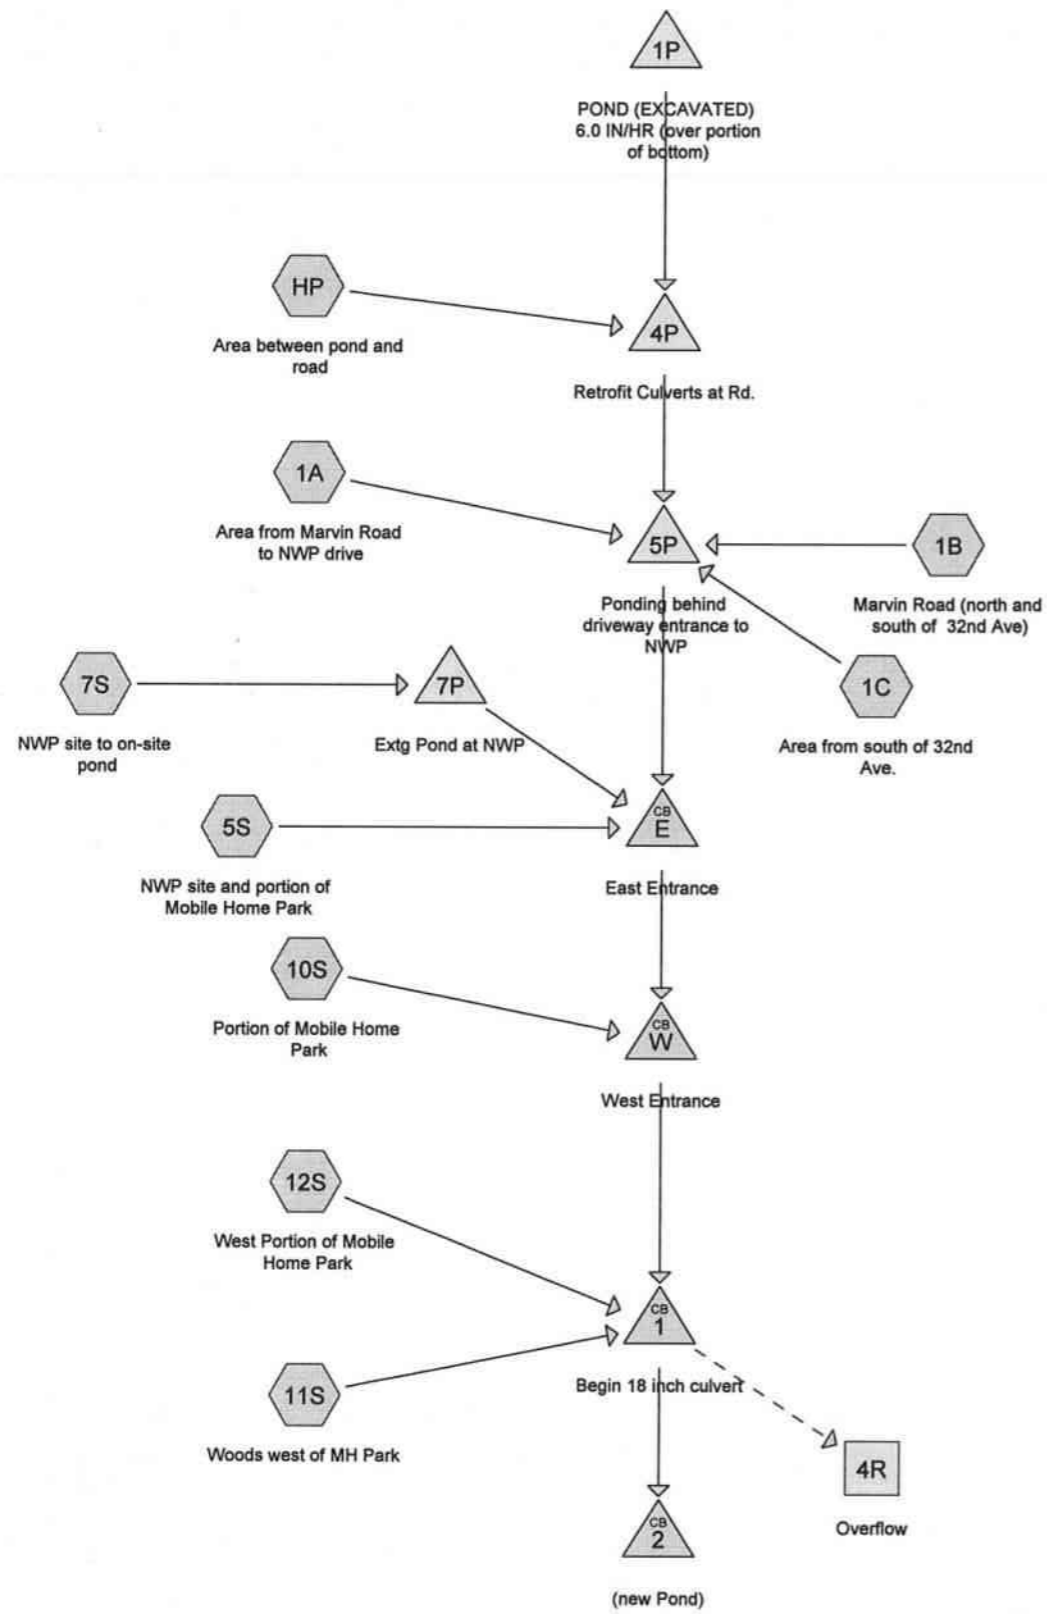 1P
POND (EXCAVATED)
6.0 IN/HR (over portion
of bottom)
HP
Area between pond and
road
4P
Retrofit Culverts at Rd.
1A
Area from Marvin Road
to NWP drive
5P
Ponding behind
driveway entrance to
NWP
1B
Marvin Road (north and
south of 32nd Ave)
1C
Area from south of 32nd
Ave.
7S
NWP site to on-site
pond
7P
Extg Pond at NWP
5S
NWP site and portion of
Mobile Home Park
CB
E
East Entrance
10S
Portion of Mobile Home
Park
CB
W
West Entrance
12S
West Portion of Mobile
Home Park
CB
1
Begin 18 inch culvert
11S
Woods west of MH Park
4R
Overflow
CB
2
(new Pond)